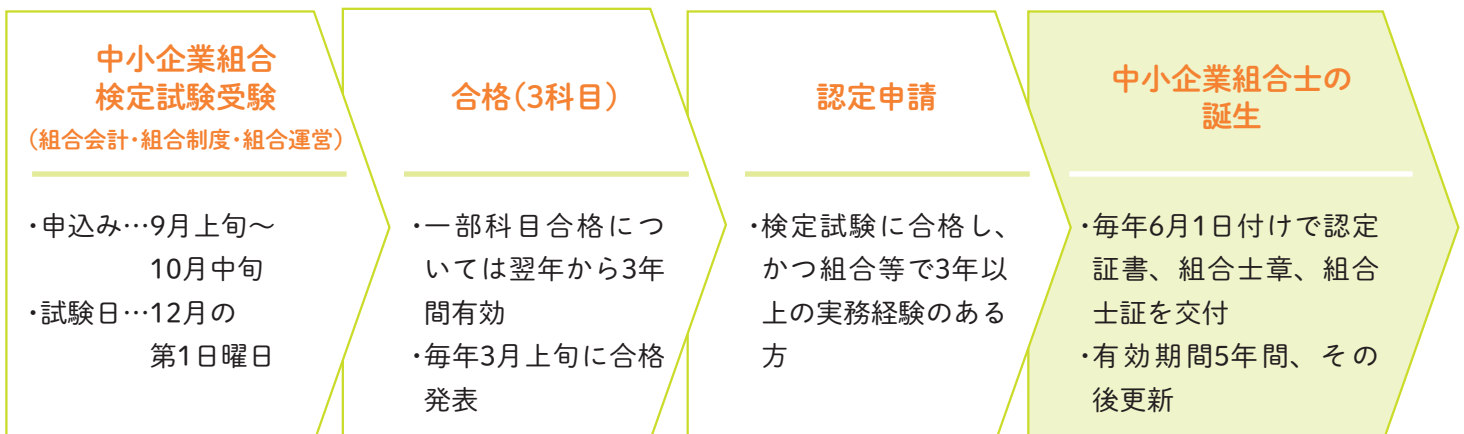 中小企業組合
検定試験受験
（組合会計・組合制度・組合運営）
・申込み…9月上旬～
10月中旬
・試験日…12月の
第1日曜日
合格（3科目）
・一部科目合格につ
いては翌年から3年
間有効
・毎年3月上旬に合格
発表
認定申請
・検定試験に合格し、
かつ組合等で3年以
上の実務経験のある
方
中小企業組合士の
誕生
・毎年6月1日付けで認定
証書、組合士章、組合
士証を交付
・有効期間5年間、その
後更新